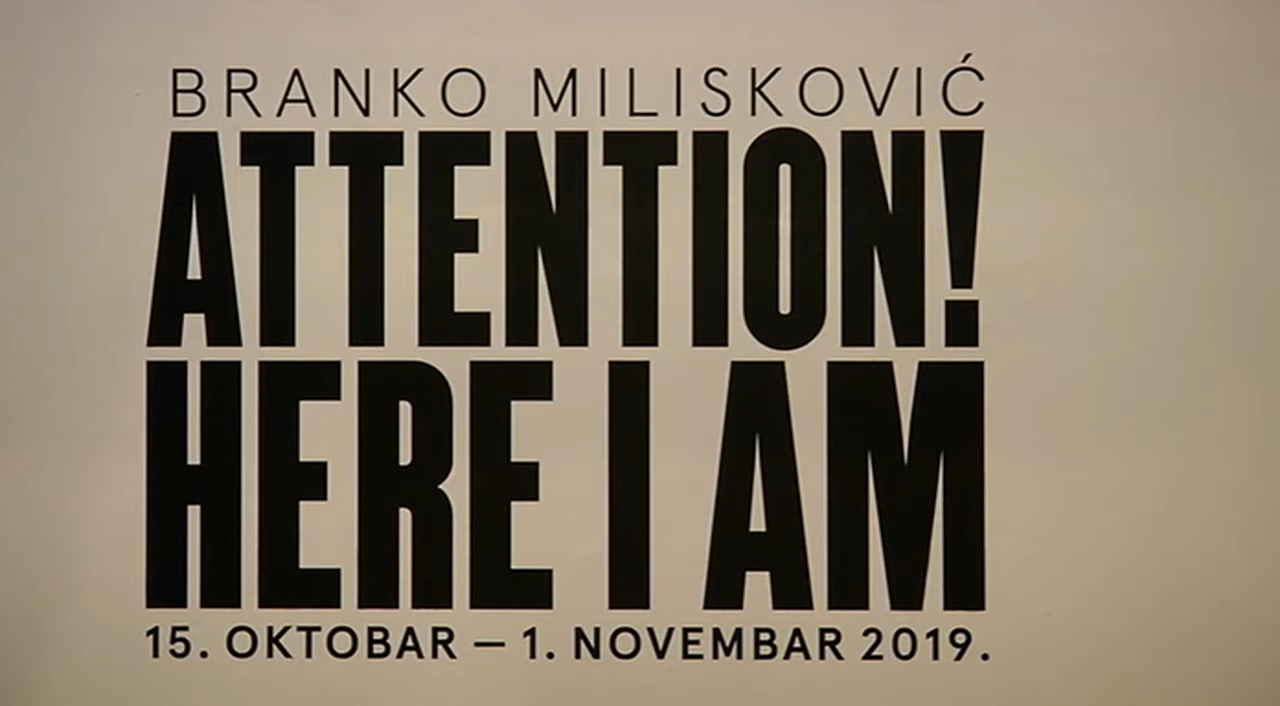 BRANKO MILISKOVIĆ
ATTENTION!
HERE I AM
15. OKTOBAR – 1. NOVEMBAR 2019.